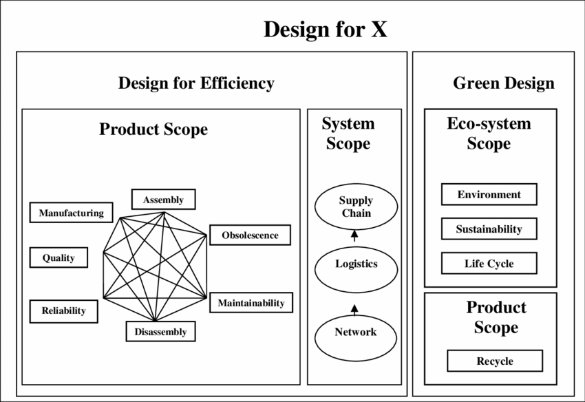 Design for X
Design for Efficiency
Green Design
Product Scope
System
Scope
Eco-system
Scope
Assembly
Manufacturing
Obsolescence
Quality
Maintainability
Reliability
Disassembly
Supply
Chain
Logistics
Network
Environment
Sustainability
Life Cycle
Product
Scope
Recycle